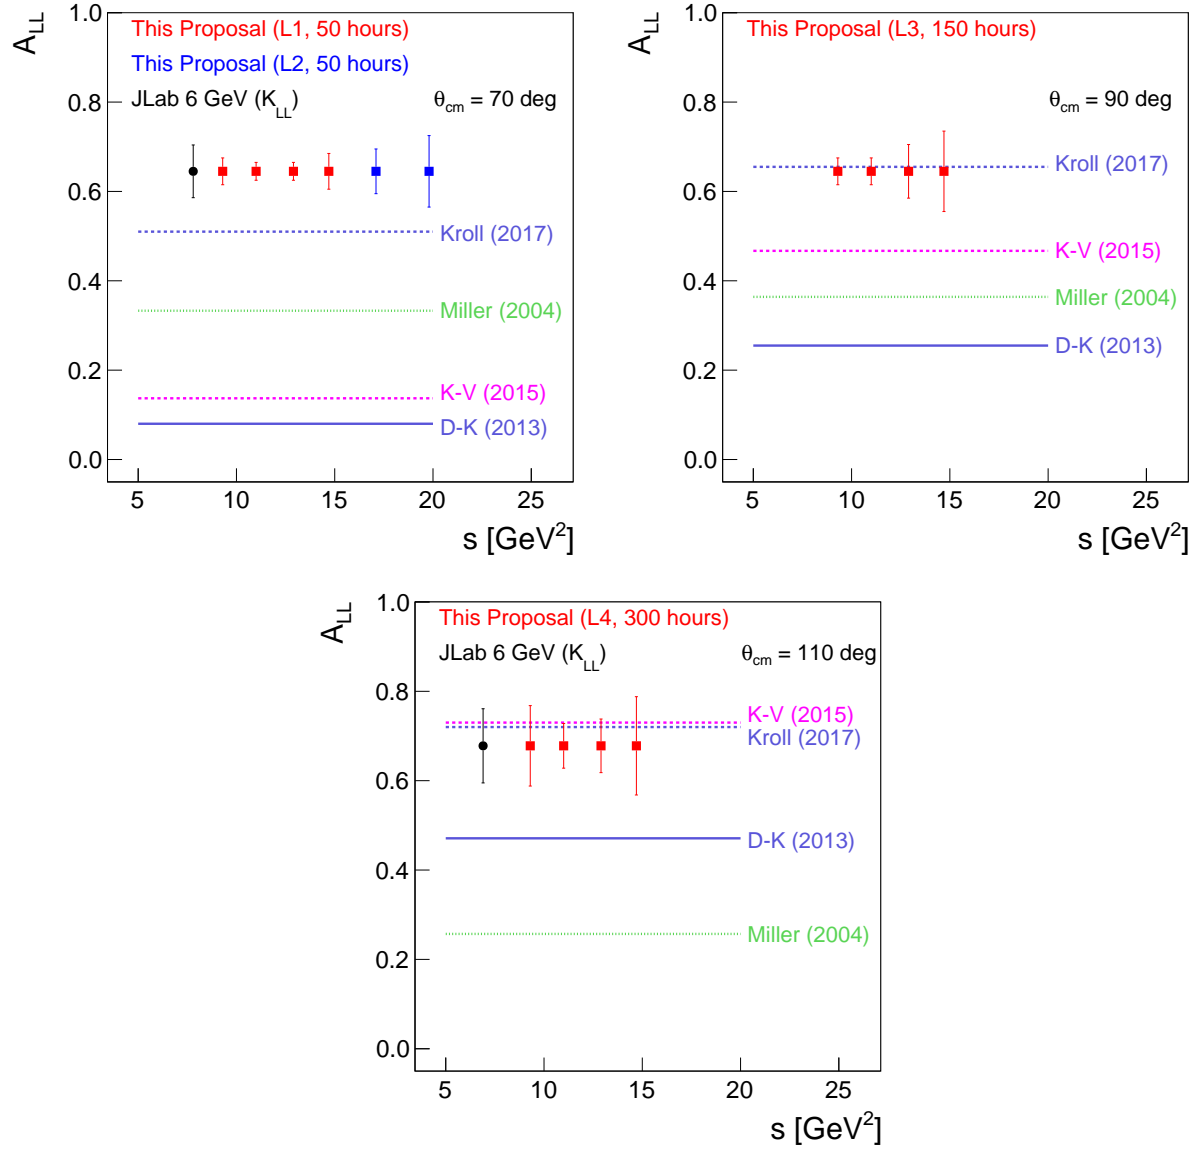 A_LL
1.0
0.8
0.6
0.4
0.2
0.0
This Proposal (L1, 50 hours)
This Proposal (L2, 50 hours)
JLab 6 GeV (K_LL)
θ_cm = 70 deg
Kroll (2017)
Miller (2004)
K-V (2015)
D-K (2013)
5 10 15 20 25
s [GeV²]
A_LL
1.0
0.8
0.6
0.4
0.2
0.0
This Proposal (L3, 150 hours)
θ_cm = 90 deg
Kroll (2017)
K-V (2015)
Miller (2004)
D-K (2013)
5 10 15 20 25
s [GeV²]
A_LL
1.0
0.8
0.6
0.4
0.2
0.0
This Proposal (L4, 300 hours)
JLab 6 GeV (K_LL)
θ_cm = 110 deg
K-V (2015)
Kroll (2017)
D-K (2013)
Miller (2004)
5 10 15 20 25
s [GeV²]